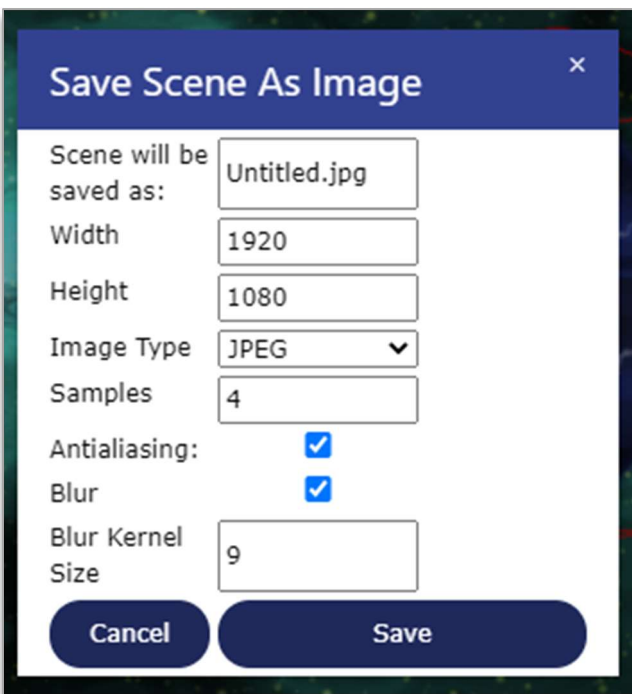 Save Scene As Image ×
Scene will be
saved as:
Untitled.jpg
Width 1920
Height 1080
Image Type JPEG
Samples 4
Antialiasing:
Blur
Blur Kernel
Size
9
Cancel Save